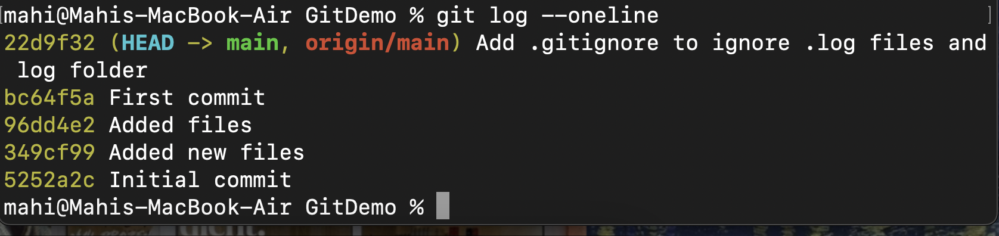 mahi@Mahis-MacBook-Air GitDemo % git log --oneline
22d9f32 (HEAD -> main, origin/main) Add .gitignore to ignore .log files and
 log folder
bc64f5a First commit
96dd4e2 Added files
349cf99 Added new files
5252a2c Initial commit
mahi@Mahis-MacBook-Air GitDemo %